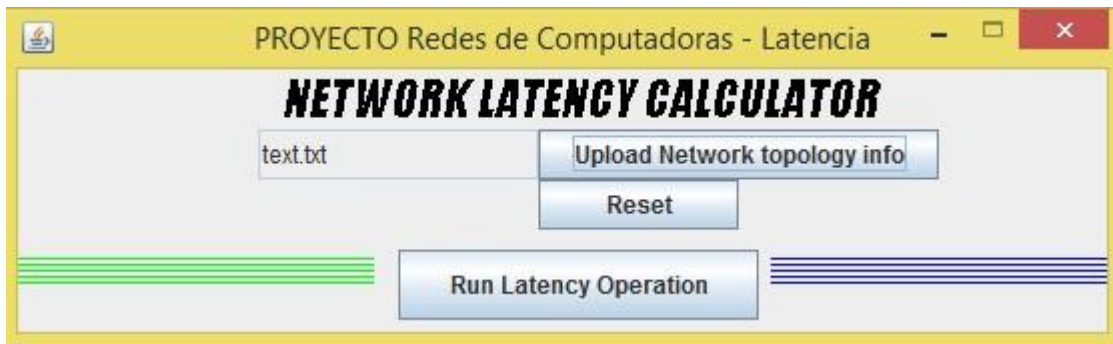 PROYECTO Redes de Computadoras - Latencia
NETWORK LATENCY CALCULATOR
text.txt Upload Network topology info
Reset
Run Latency Operation